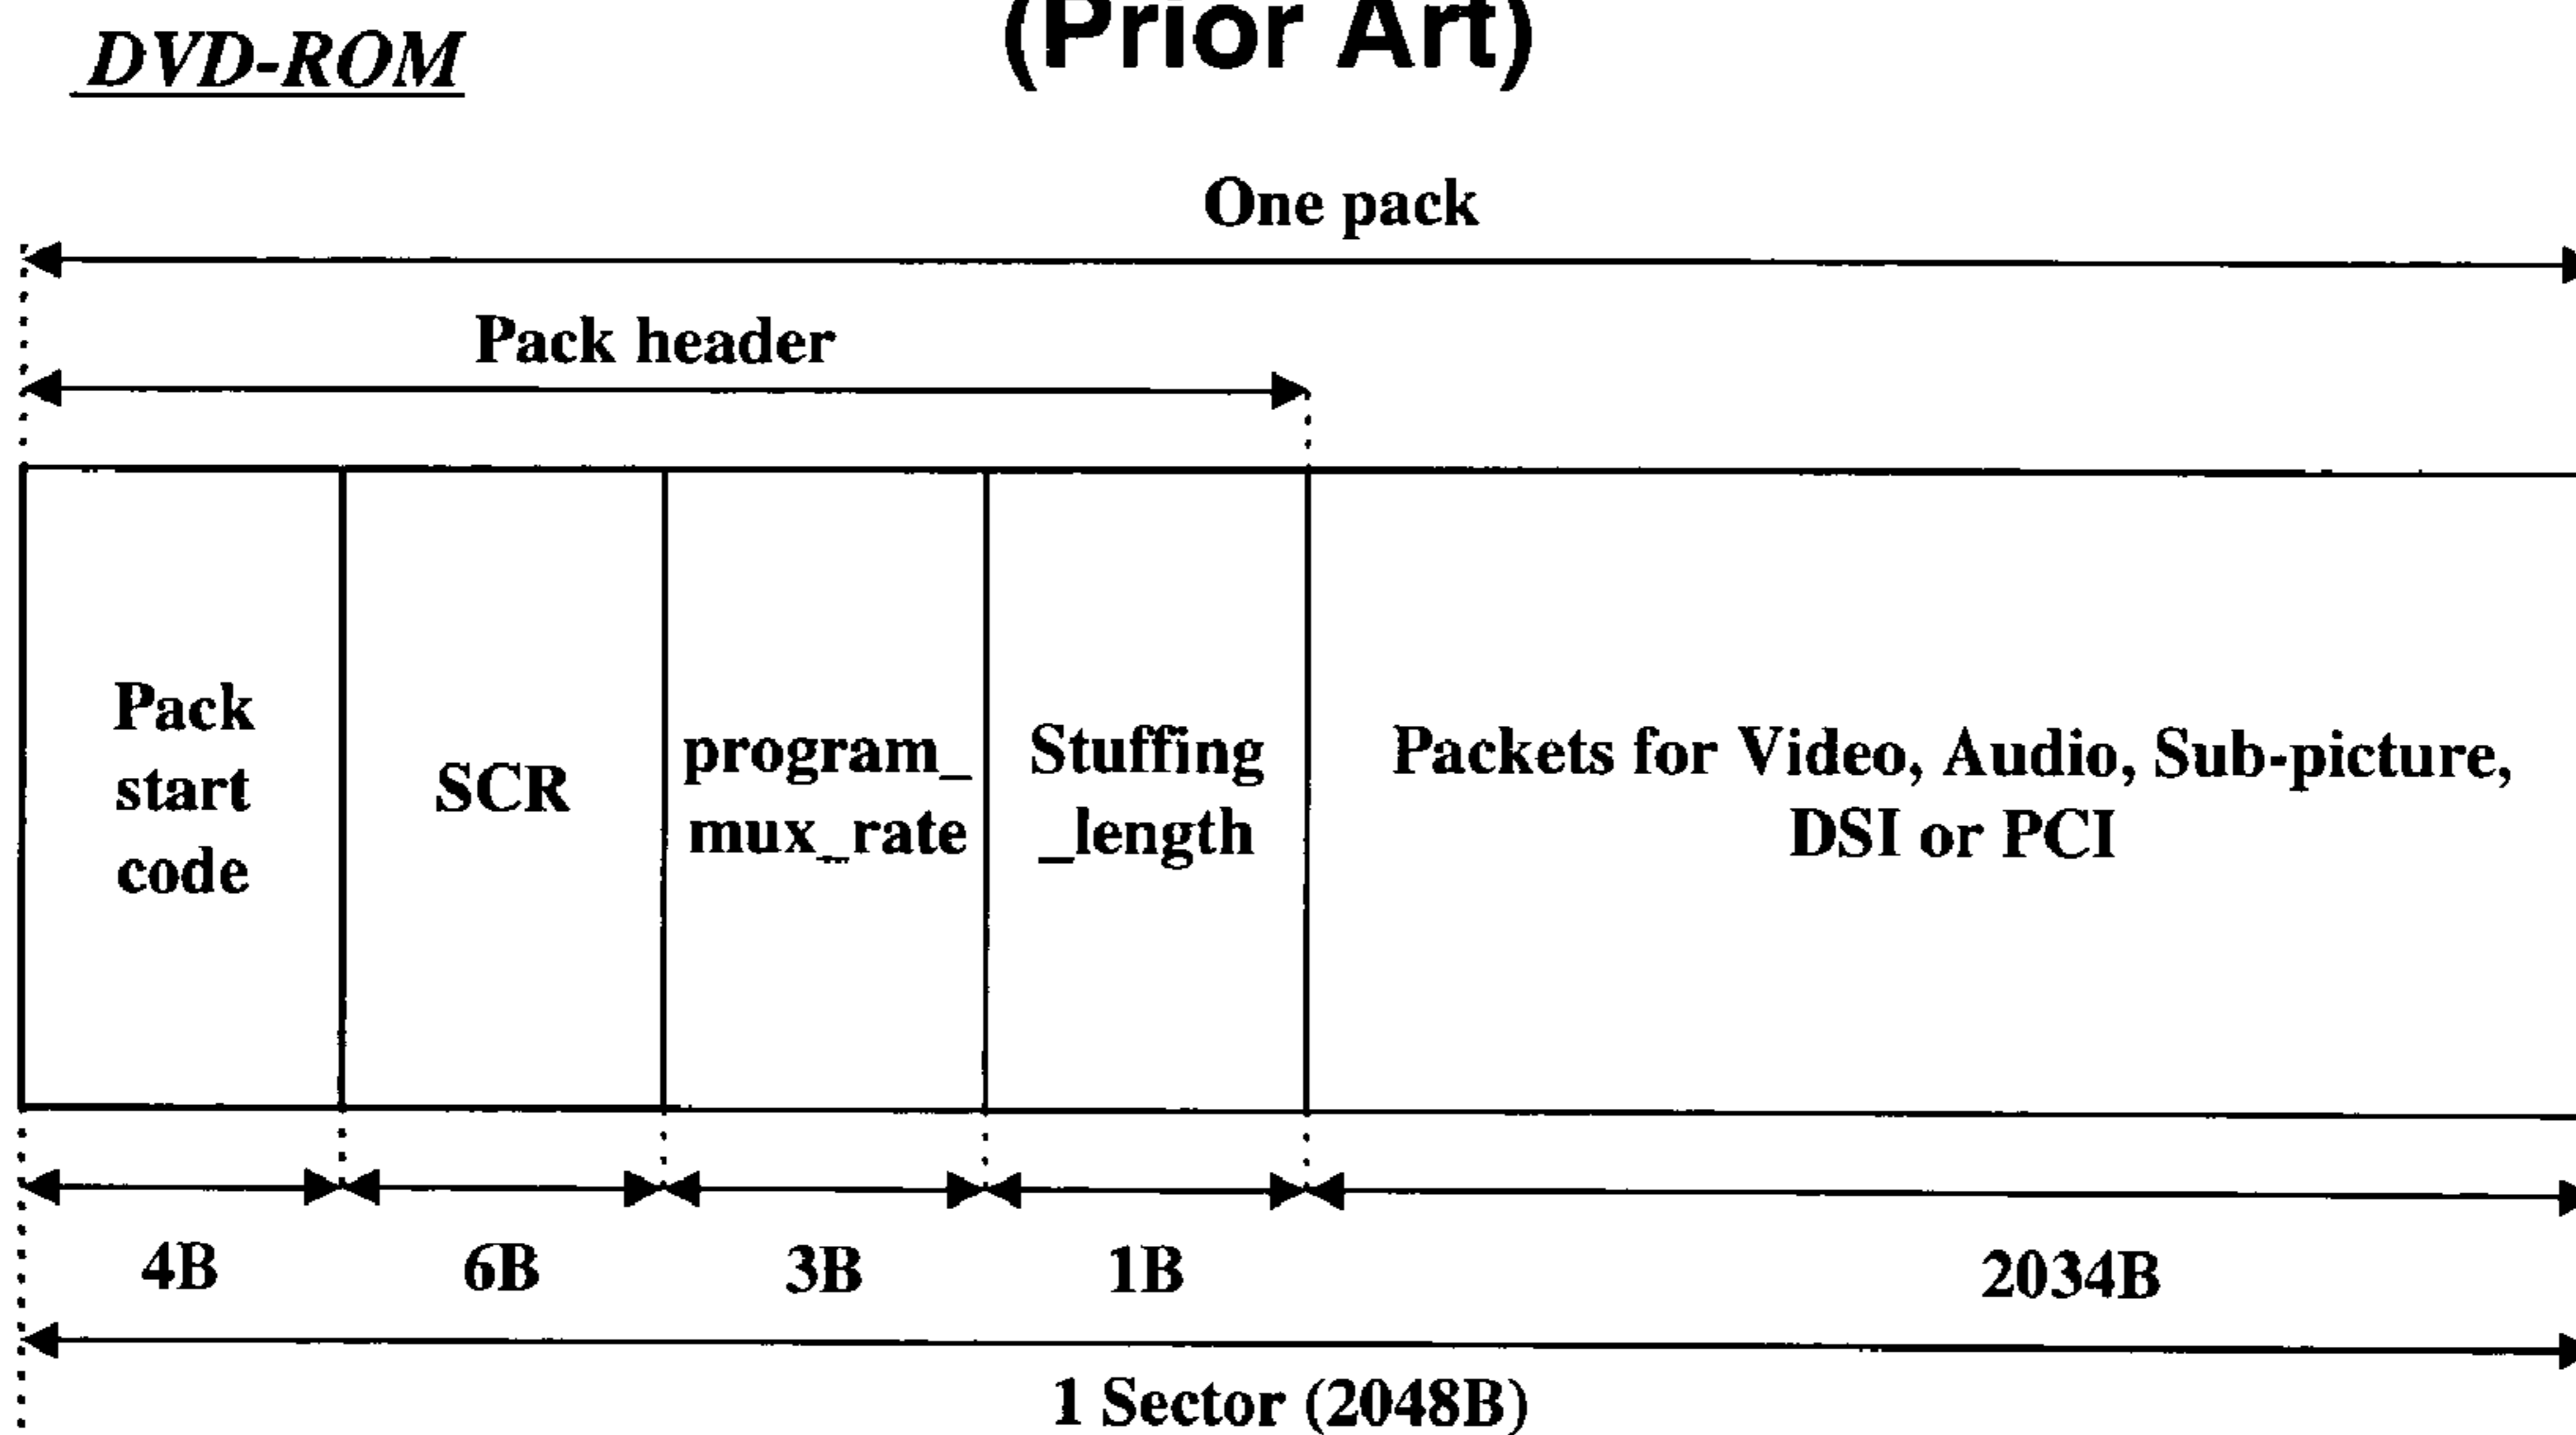 (Prior Art)
DVD-ROM
One pack
Pack header
Pack
start
code
SCR
program_
mux_rate
Stuffing
_length
Packets for Video, Audio, Sub-picture,
DSI or PCI
4B
6B
3B
1B
2034B
1 Sector (2048B)